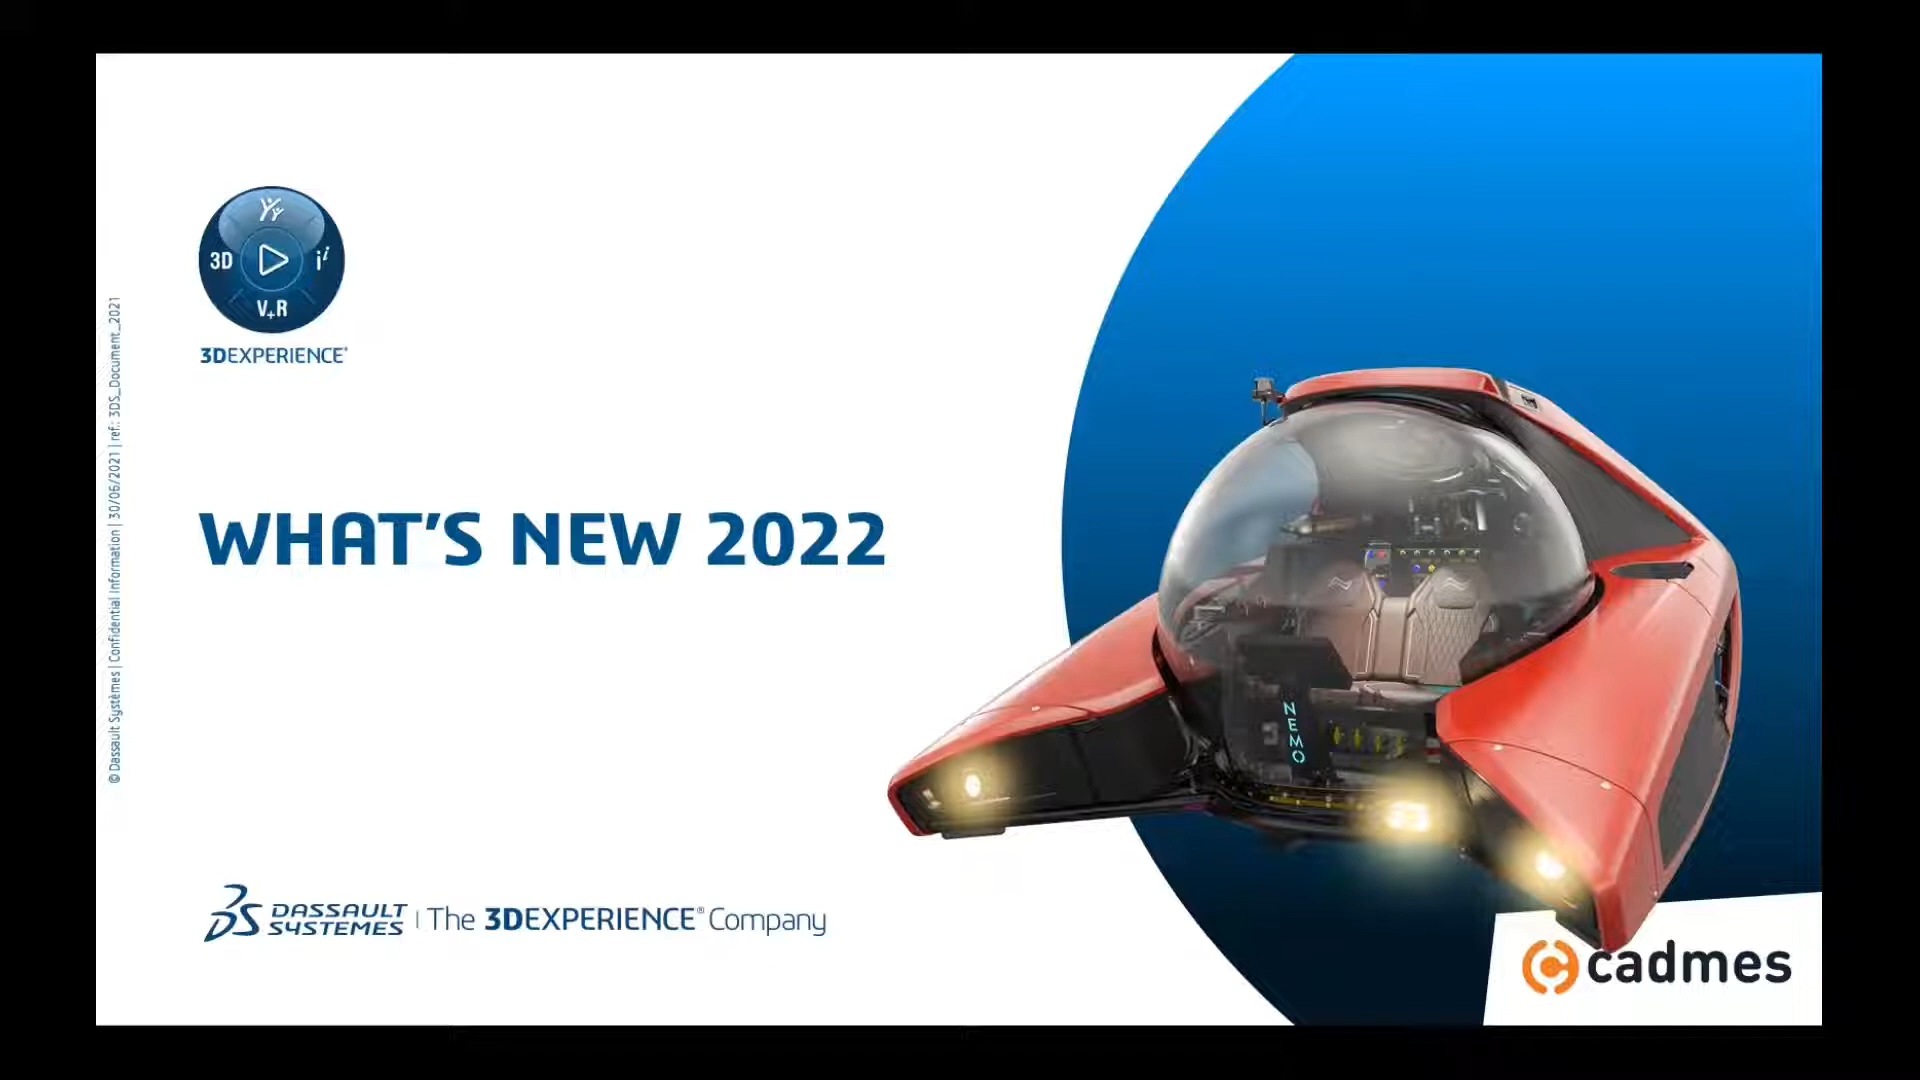 3D
i i
V+R
3DEXPERIENCE®
© Dassault Systèmes | Confidential Information | 30/06/2021 | ref.: 3DS_Document_2021
WHAT'S NEW 2022
NEMO
DASSAULT SYSTEMES | The 3DEXPERIENCE® Company
cadmes